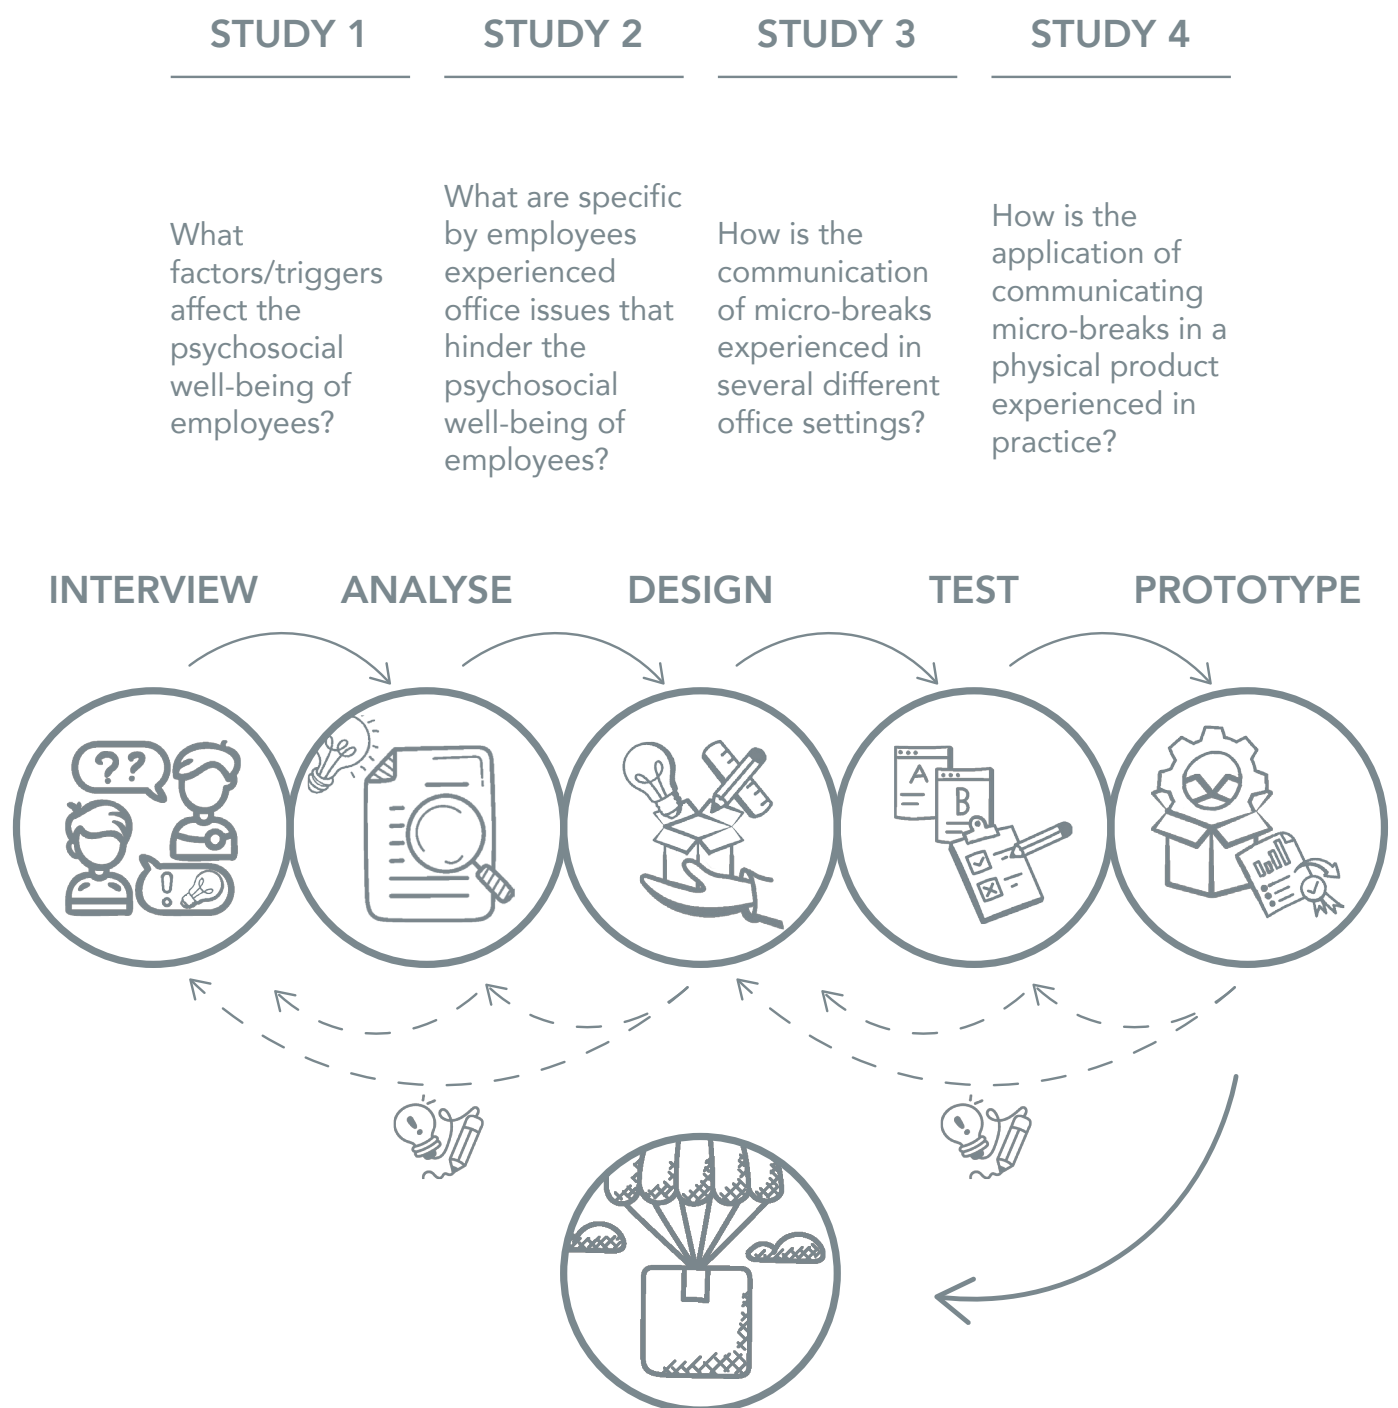 STUDY 1
STUDY 2
STUDY 3
STUDY 4
What
factors/triggers
affect the
psychosocial
well-being of
employees?
What are specific
by employees
experienced
office issues that
hinder the
psychosocial
well-being of
employees?
How is the
communication
of micro-breaks
experienced in
several different
office settings?
How is the
application of
communicating
micro-breaks in a
physical product
experienced in
practice?
INTERVIEW
ANALYSE
DESIGN
TEST
PROTOTYPE
??
!
A
B
!
!